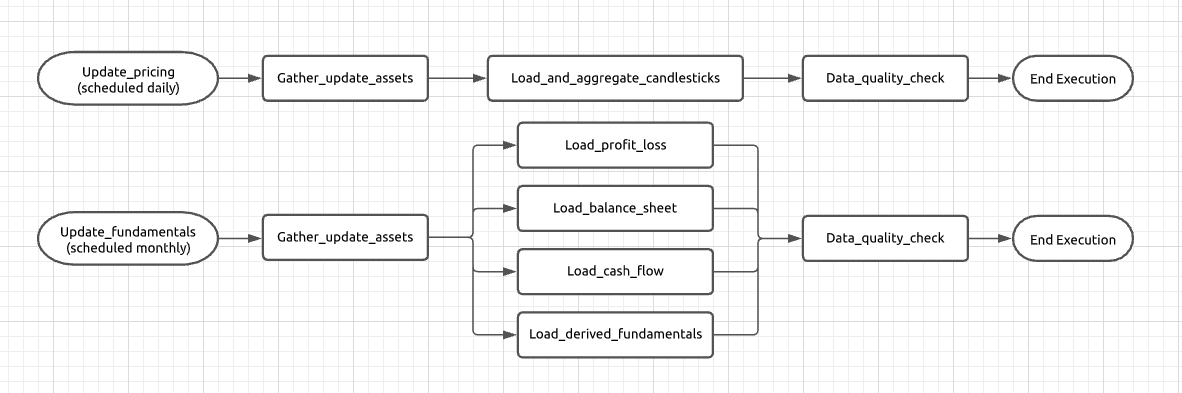 Update_pricing
(scheduled daily)
Gather_update_assets
Load_and_aggregate_candlesticks
Data_quality_check
End Execution
Update_fundamentals
(scheduled monthly)
Gather_update_assets
Load_profit_loss
Load_balance_sheet
Load_cash_flow
Load_derived_fundamentals
Data_quality_check
End Execution